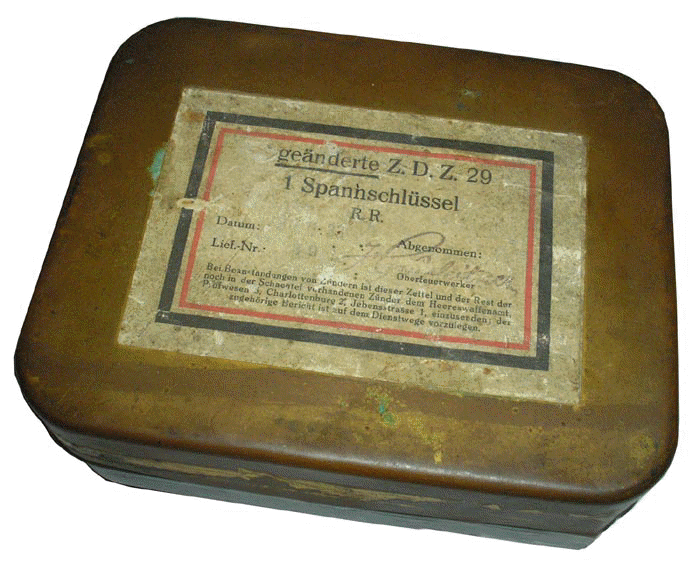 geänderte Z. D. Z. 29
1 Spannschlüssel
R. R.
Datum:
Lief.-Nr.: Abgenommen:
Oberfeuerwerker
Bei Beanstandungen von Zündern ist dieser Zettel und der Rest der
noch in der Schachtel vorhandenen Zünder dem Heereswaffenamt,
Prüfwesen 3, Charlottenburg 2, Jebensstrasse 1, einzusenden; der
zugehörige Bericht ist auf dem Dienstwege vorzulegen.